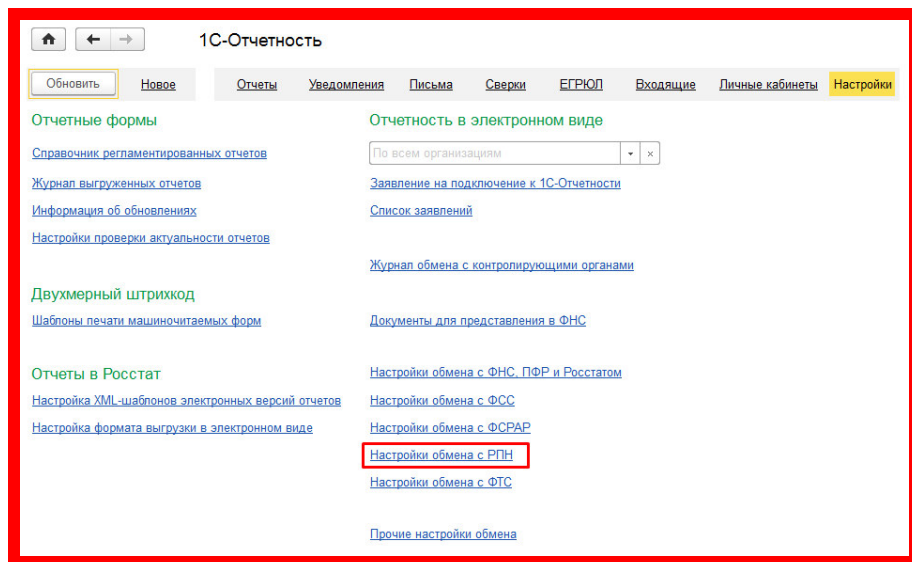 1С-Отчетность
Обновить Новое Отчеты Уведомления Письма Сверки ЕГРЮЛ Входящие Личные кабинеты Настройки
Отчетные формы
Справочник регламентированных отчетов
Журнал выгруженных отчетов
Информация об обновлениях
Настройки проверки актуальности отчетов
Двухмерный штрихкод
Шаблоны печати машиночитаемых форм
Отчеты в Росстат
Настройка XML-шаблонов электронных версий отчетов
Настройка формата выгрузки в электронном виде
Отчетность в электронном виде
По всем организациям
Заявление на подключение к 1С-Отчетности
Список заявлений
Журнал обмена с контролирующими органами
Документы для представления в ФНС
Настройки обмена с ФНС, ПФР и Росстатом
Настройки обмена с ФСС
Настройки обмена с ФСРАР
Настройки обмена с РПН
Настройки обмена с ФТС
Прочие настройки обмена